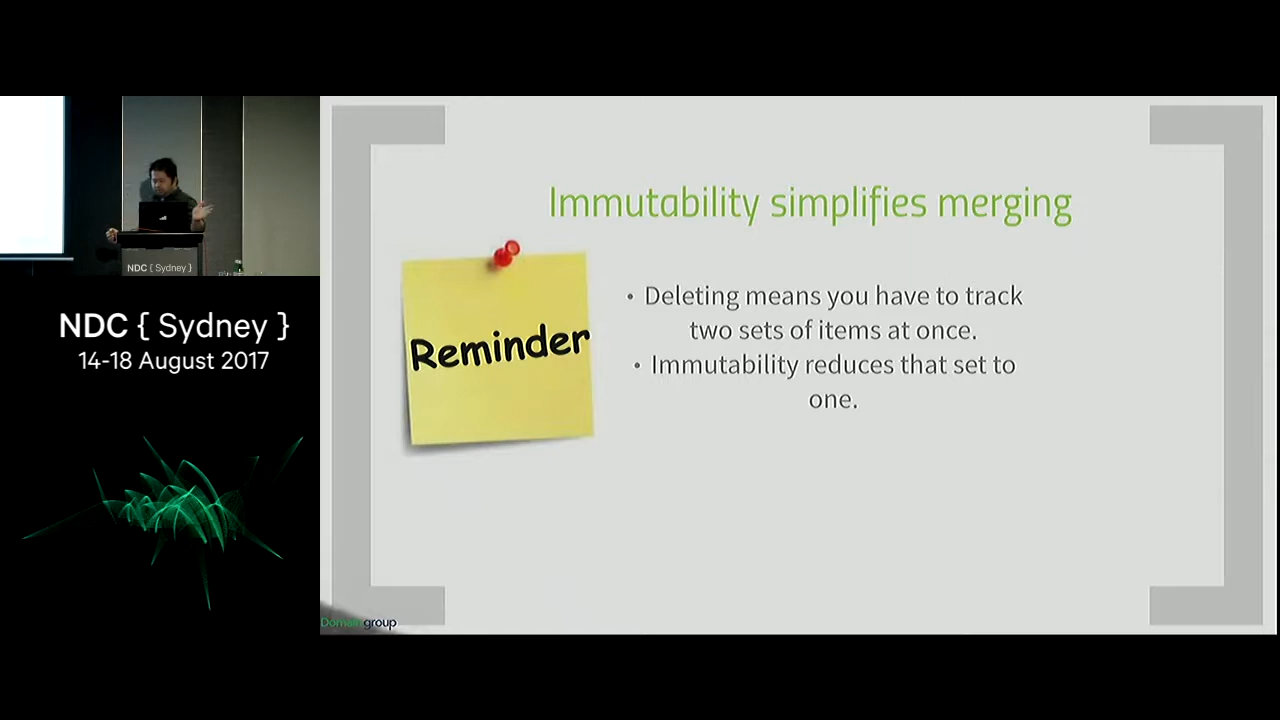 NDC { Sydney }
NDC { Sydney }
14-18 August 2017
Immutability simplifies merging
Reminder
• Deleting means you have to track
two sets of items at once.
• Immutability reduces that set to
one.
Domain group